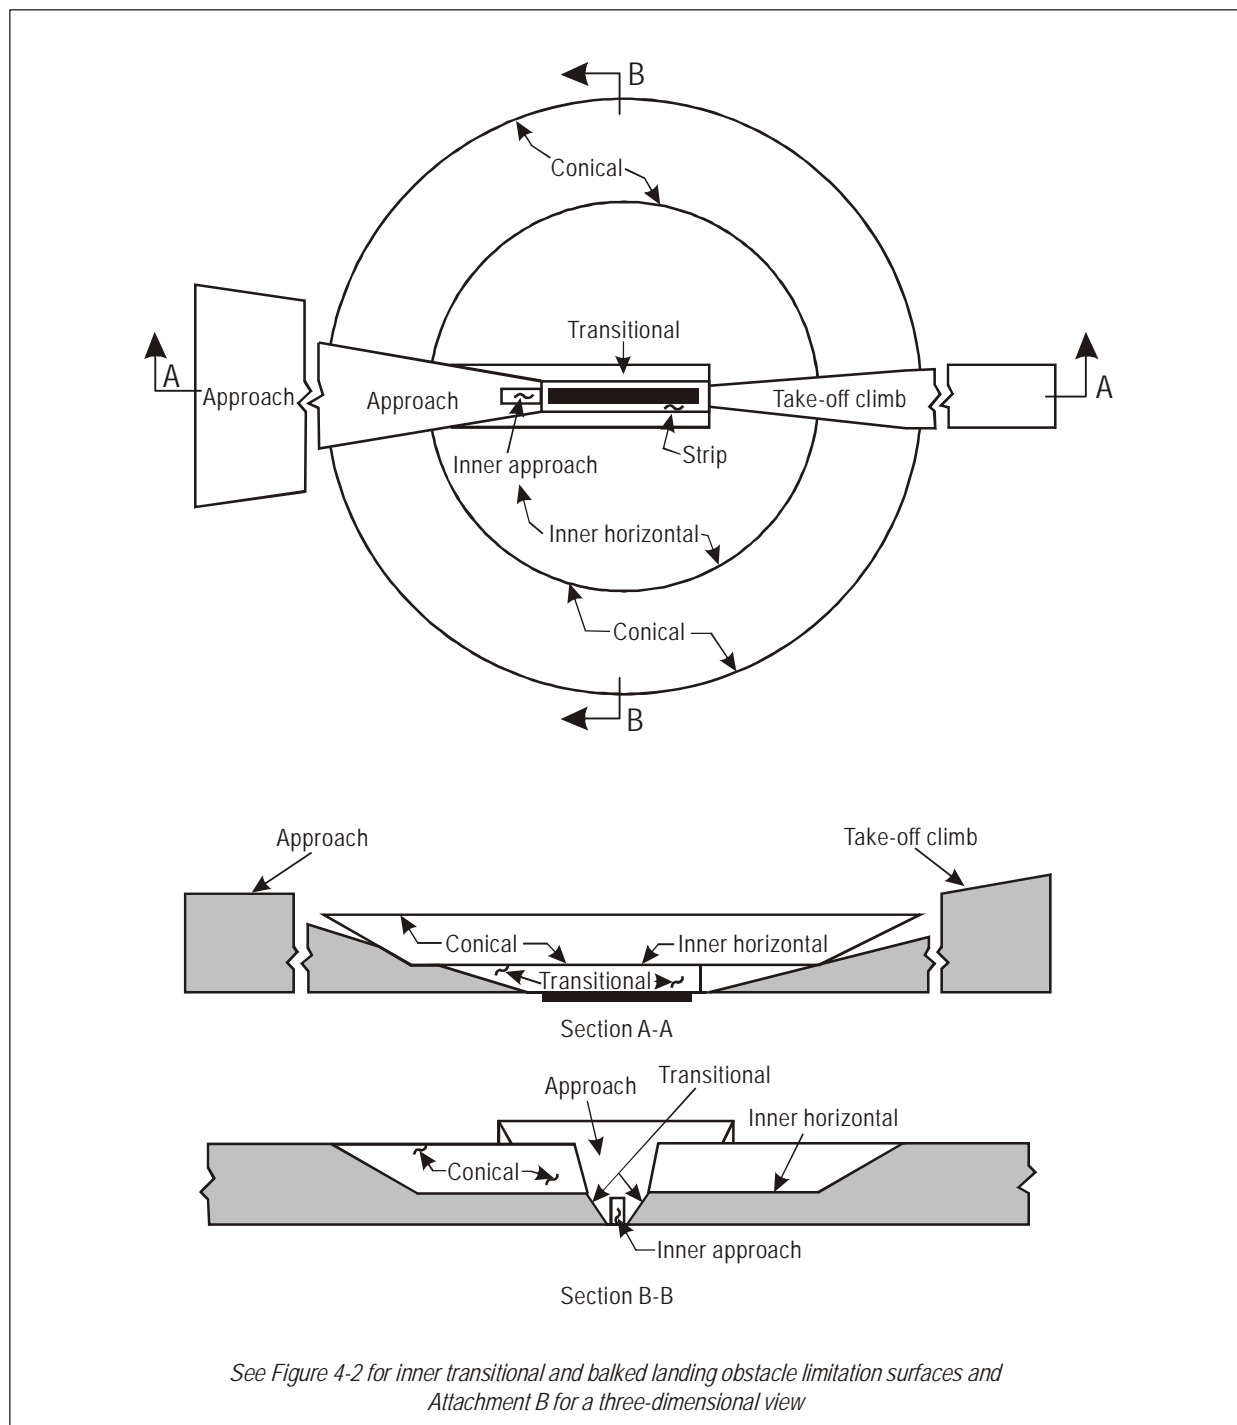 B
Conical
Transitional
A
Approach
Approach
Take-off climb
A
Inner approach
Strip
Inner horizontal
Conical
B
Approach
Take-off climb
Conical
Inner horizontal
Transitional
Section A-A
Transitional
Approach
Inner horizontal
Conical
Inner approach
Section B-B
See Figure 4-2 for inner transitional and balked landing obstacle limitation surfaces and
Attachment B for a three-dimensional view